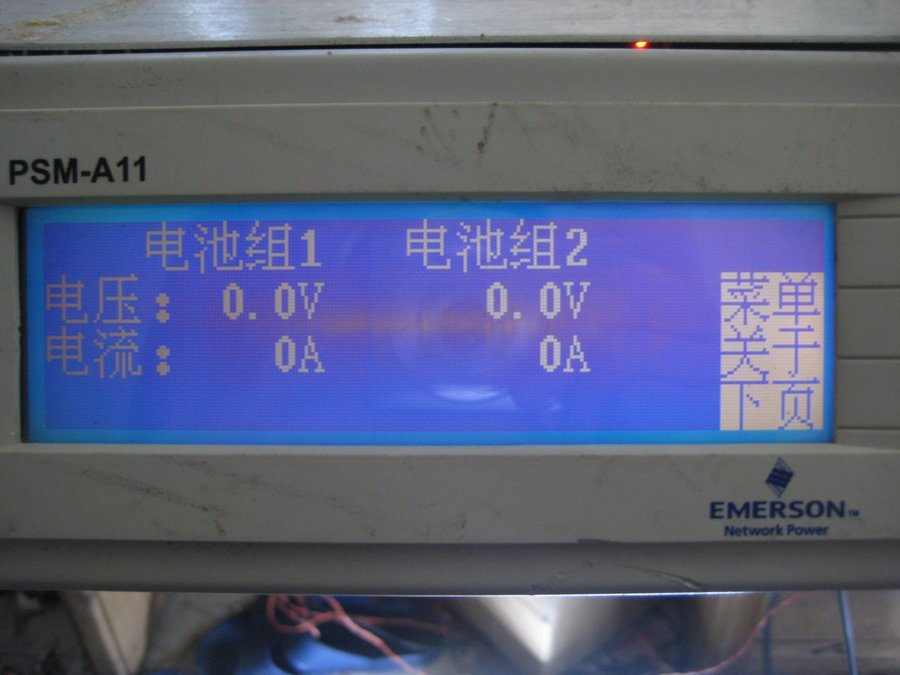 PSM-A11
电池组1 电池组2
电压: 0.0V 0.0V
电流: 0A 0A
菜单
关于
下页
EMERSON™
Network Power